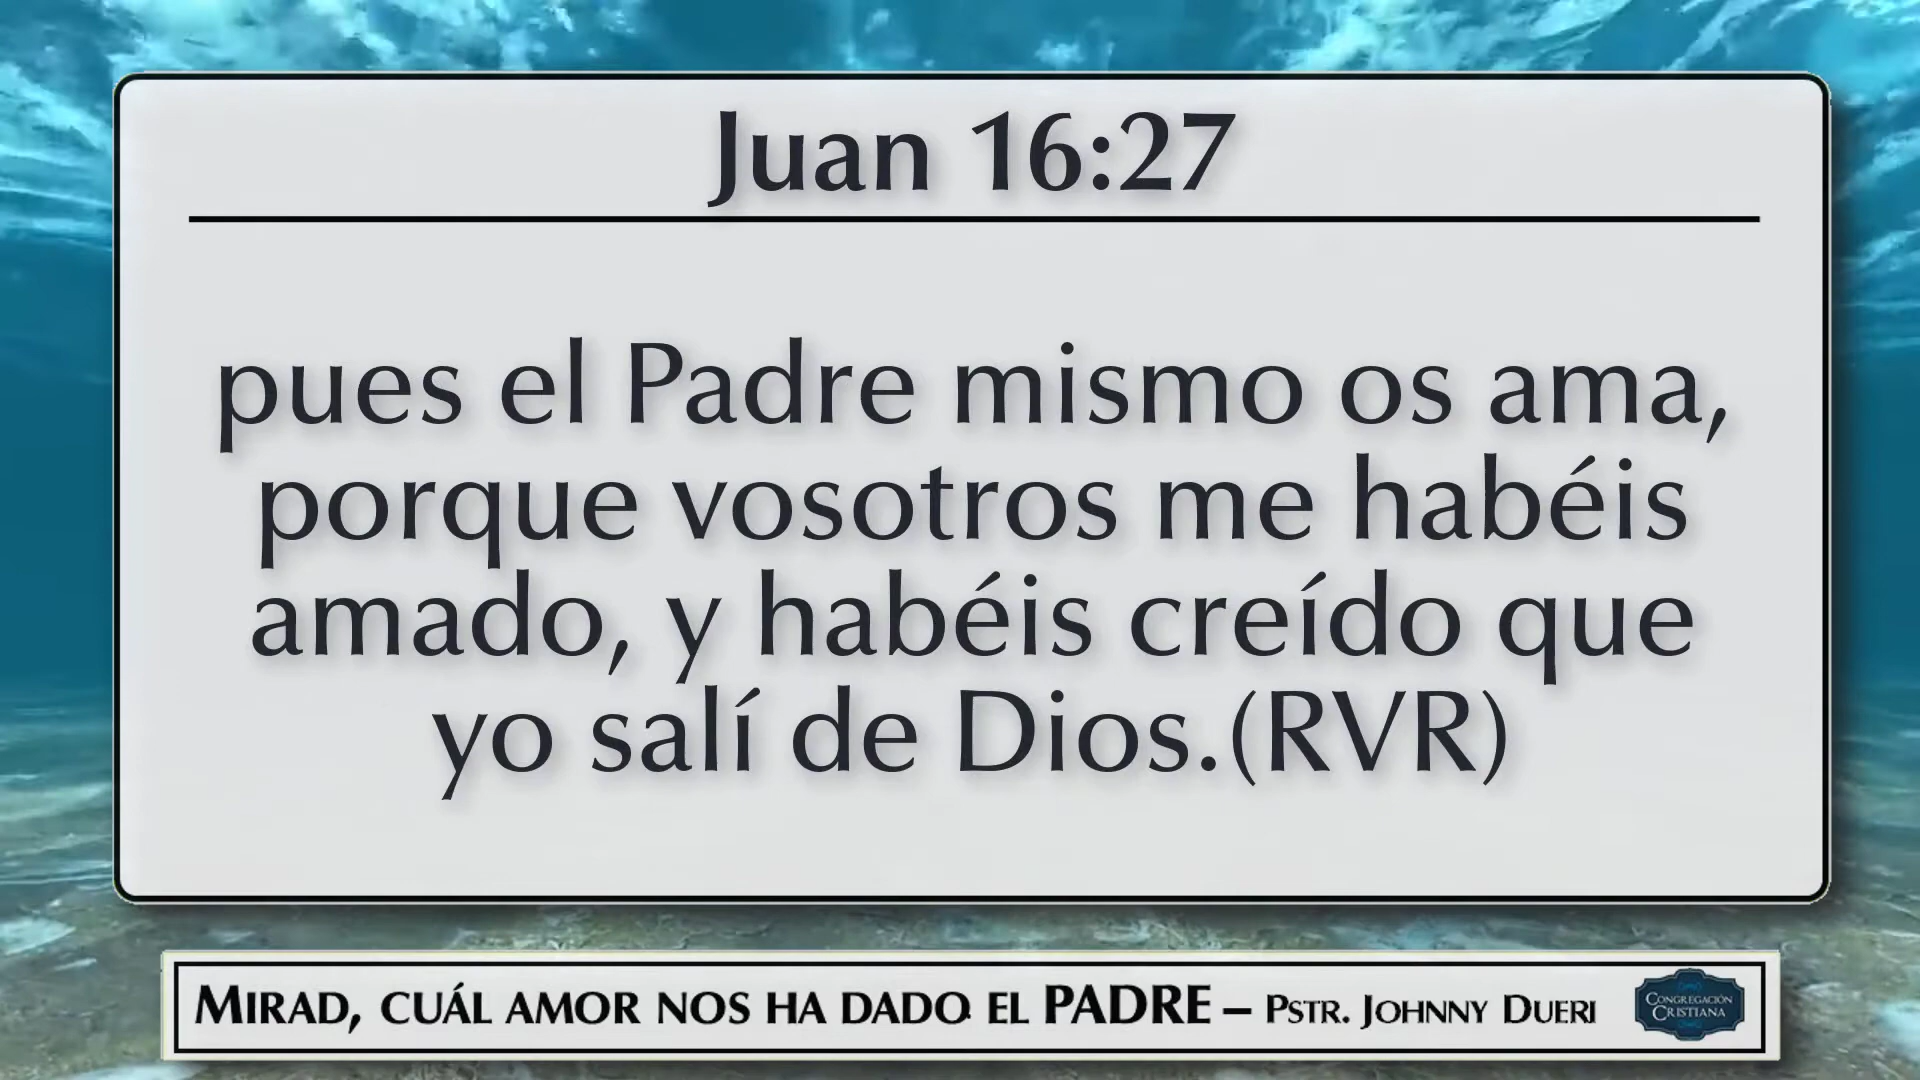 Juan 16:27
pues el Padre mismo os ama,
porque vosotros me habéis
amado, y habéis creído que
yo salí de Dios.(RVR)
MIRAD, CUÁL AMOR NOS HA DADO EL PADRE – PSTR. JOHNNY DUERI
CONGREGACIÓN
CRISTIANA